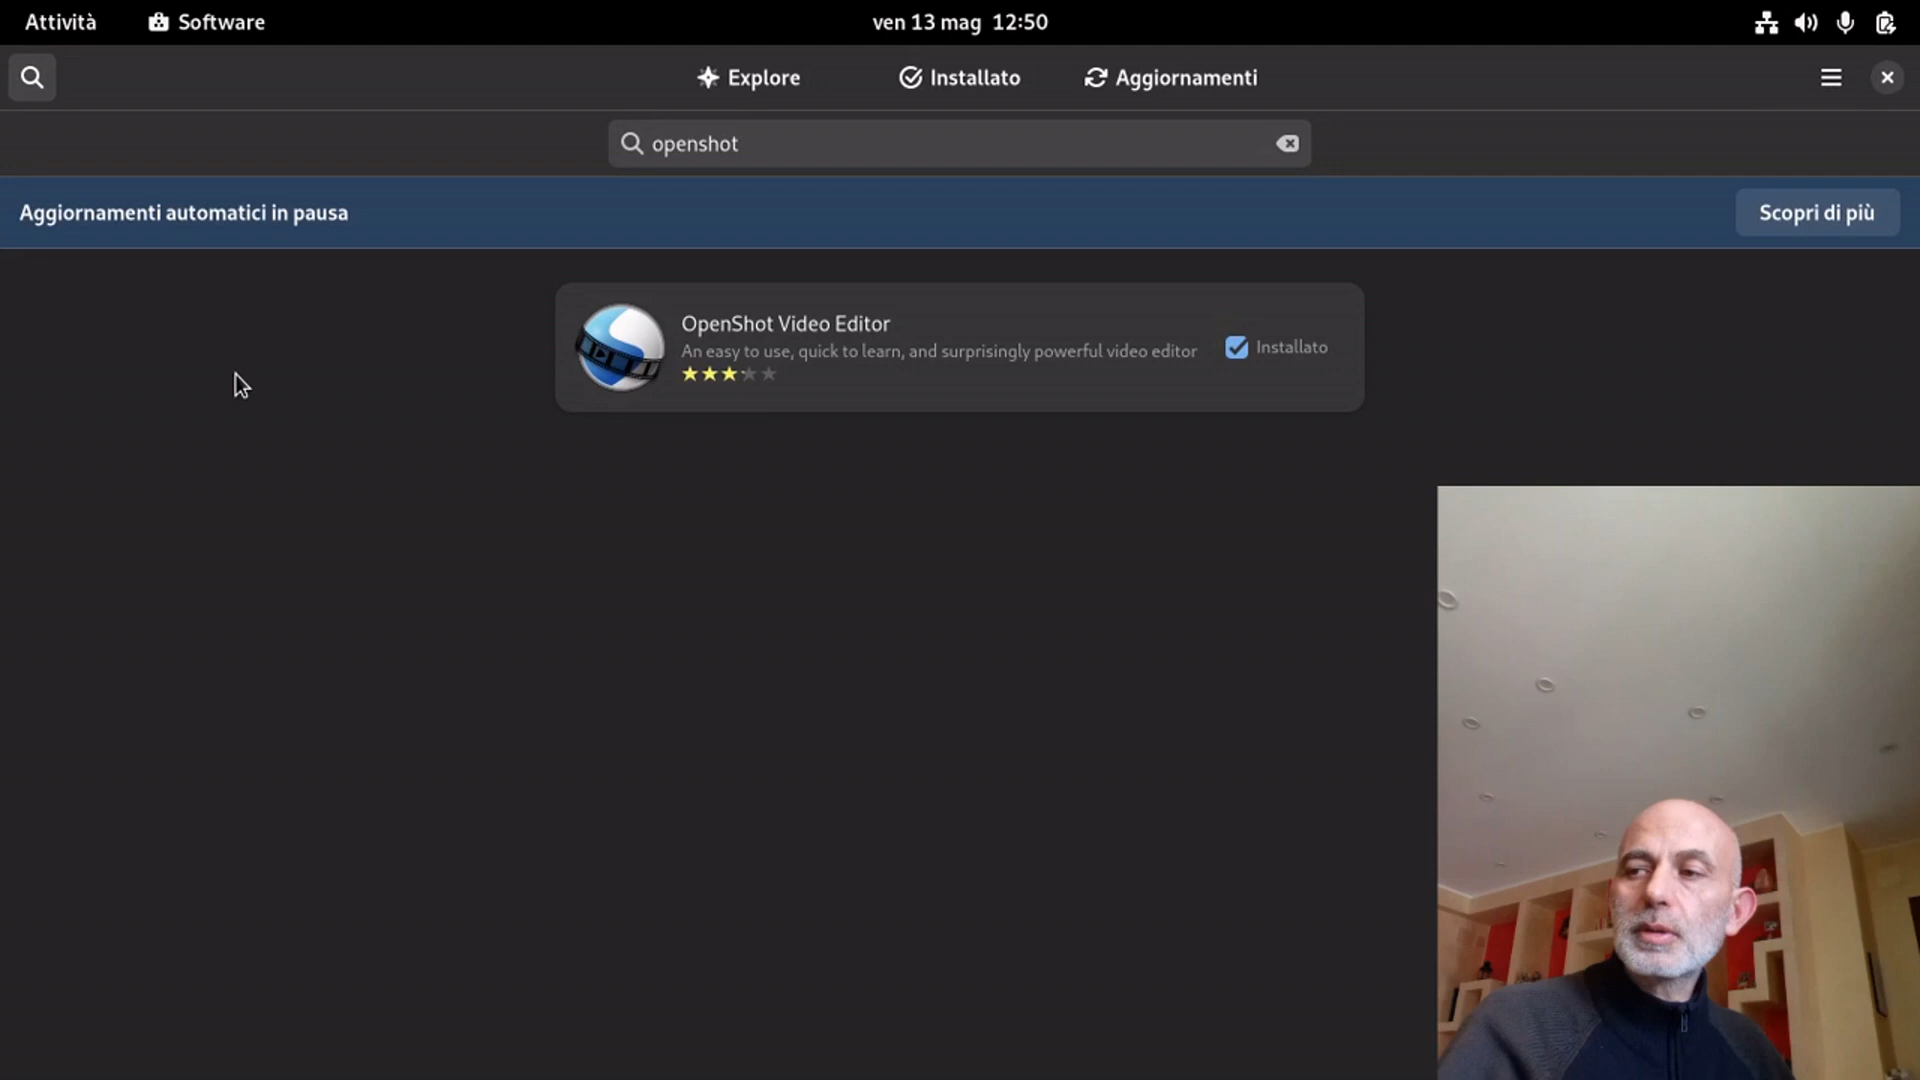 Attività
Software
ven 13 mag 12:50
Explore
Installato
Aggiornamenti
openshot
Aggiornamenti automatici in pausa
Scopri di più
OpenShot Video Editor
An easy to use, quick to learn, and surprisingly powerful video editor
Installato